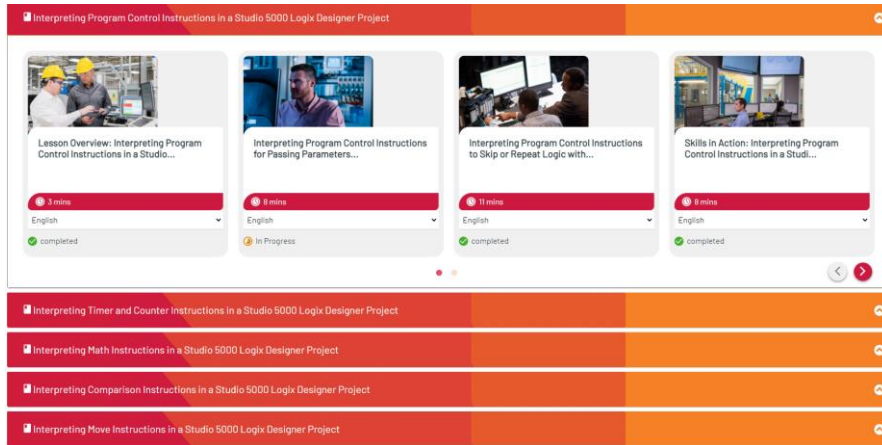 Interpreting Program Control Instructions in a Studio 5000 Logix Designer Project
Lesson Overview: Interpreting Program
Control Instructions in a Studio...
3 mins
English
completed
Interpreting Program Control Instructions
for Passing Parameters...
8 mins
English
In Progress
Interpreting Program Control Instructions
to Skip or Repeat Logic with...
11 mins
English
completed
Skills in Action: Interpreting Program
Control Instructions in a Studi...
8 mins
English
completed
Interpreting Timer and Counter Instructions in a Studio 5000 Logix Designer Project
Interpreting Math Instructions in a Studio 5000 Logix Designer Project
Interpreting Comparison Instructions in a Studio 5000 Logix Designer Project
Interpreting Move Instructions in a Studio 5000 Logix Designer Project